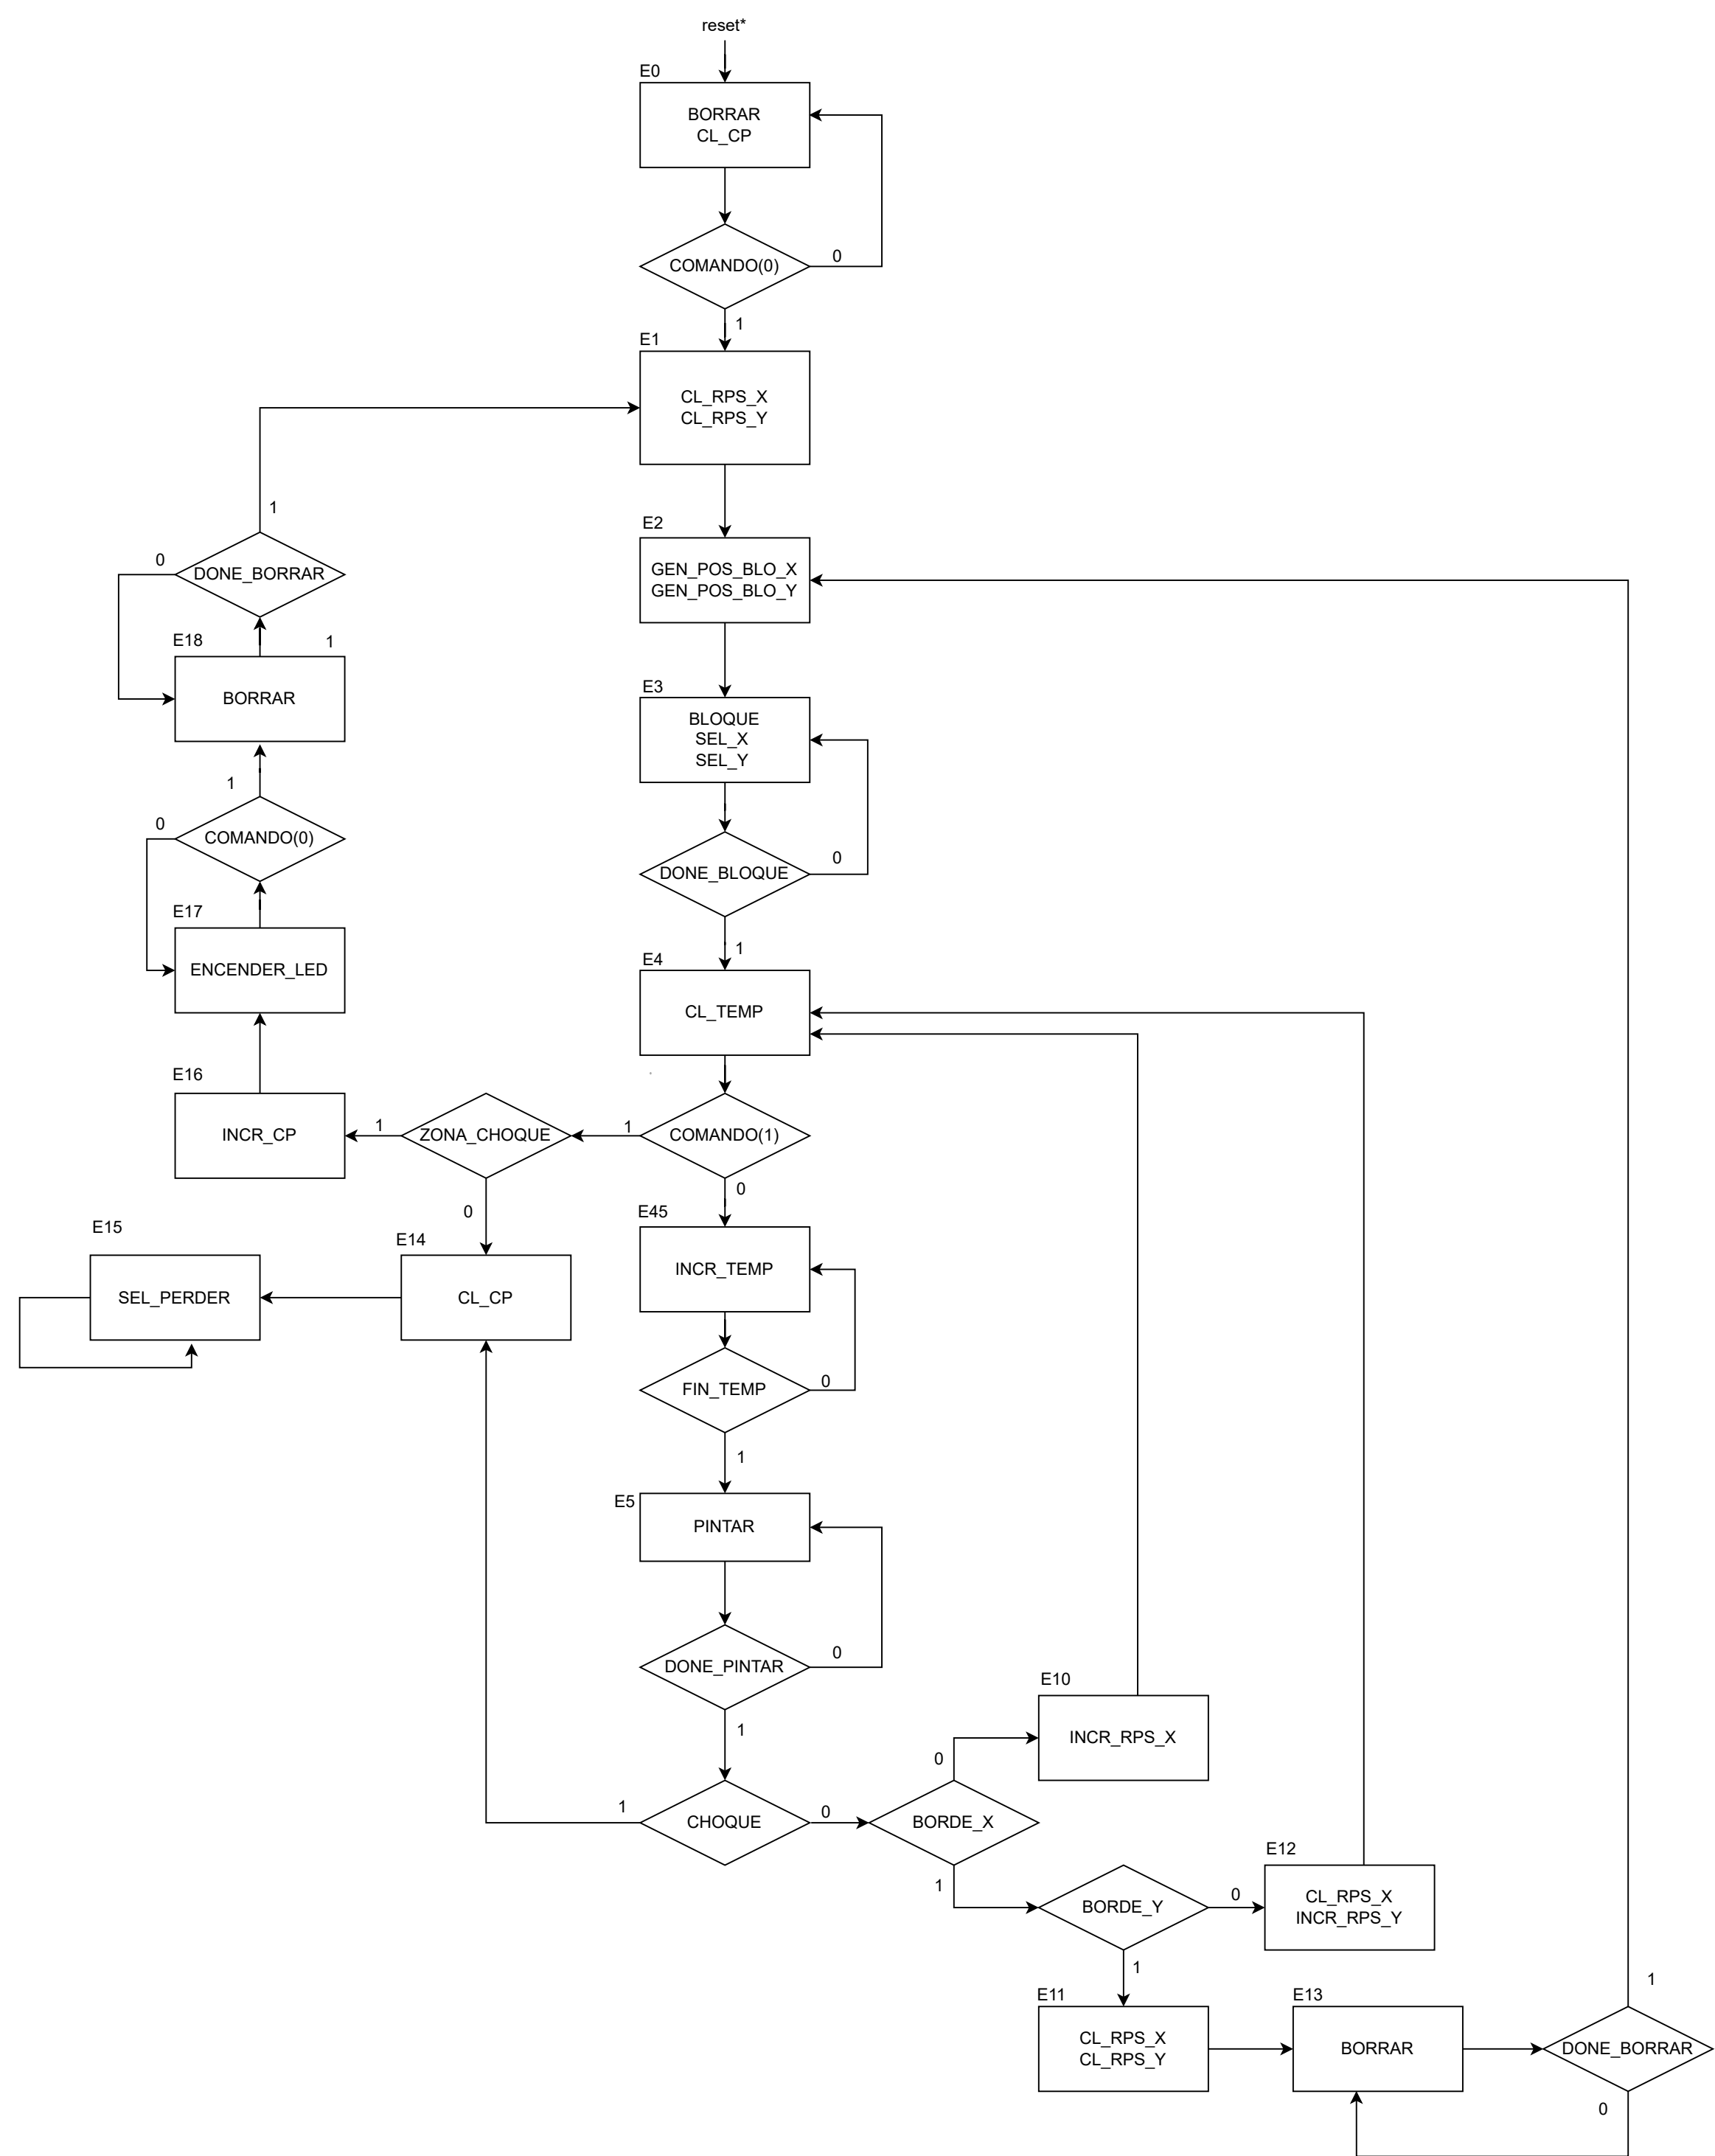 reset*
E0
BORRAR
CL_CP
COMANDO(0)
0
1
E1
CL_RPS_X
CL_RPS_Y
1
E2
GEN_POS_BLO_X
GEN_POS_BLO_Y
0
DONE_BORRAR
E18
1
BORRAR
E3
BLOQUE
SEL_X
SEL_Y
1
0
COMANDO(0)
DONE_BLOQUE
0
E17
ENCENDER_LED
1
E4
CL_TEMP
E16
INCR_CP
1
ZONA_CHOQUE
1
COMANDO(1)
0
0
E15
SEL_PERDER
E14
CL_CP
E45
INCR_TEMP
FIN_TEMP
0
1
E5
PINTAR
DONE_PINTAR
0
1
E10
INCR_RPS_X
0
1
CHOQUE
0
BORDE_X
1
E12
CL_RPS_X
INCR_RPS_Y
BORDE_Y
0
1
E11
CL_RPS_X
CL_RPS_Y
E13
BORRAR
1
DONE_BORRAR
0